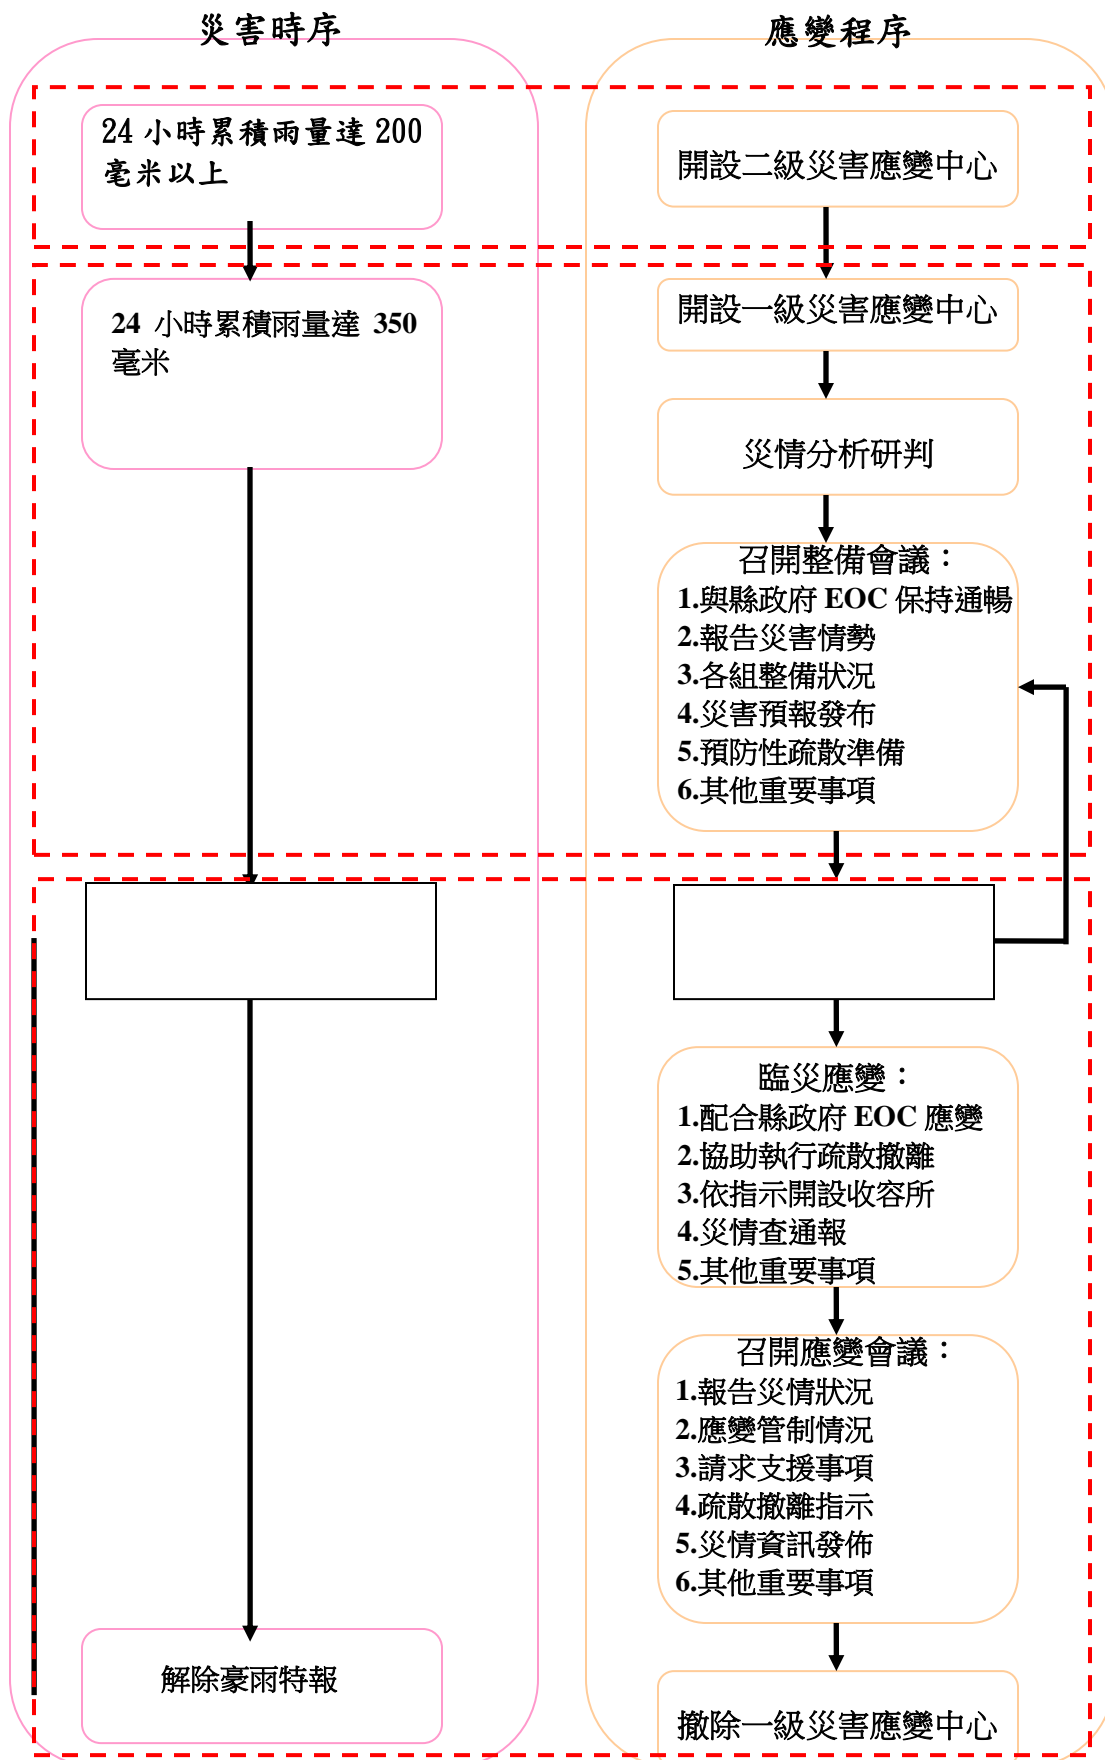 災害時序
應變程序
24 小時累積雨量達 200
毫米以上
開設二級災害應變中心
24 小時累積雨量達 350
毫米
開設一級災害應變中心
災情分析研判
召開整備會議：
1.與縣政府 EOC 保持通暢
2.報告災害情勢
3.各組整備狀況
4.災害預報發布
5.預防性疏散準備
6.其他重要事項
臨災應變：
1.配合縣政府 EOC 應變
2.協助執行疏散撤離
3.依指示開設收容所
4.災情查通報
5.其他重要事項
召開應變會議：
1.報告災情狀況
2.應變管制情況
3.請求支援事項
4.疏散撤離指示
5.災情資訊發佈
6.其他重要事項
解除豪雨特報
撤除一級災害應變中心